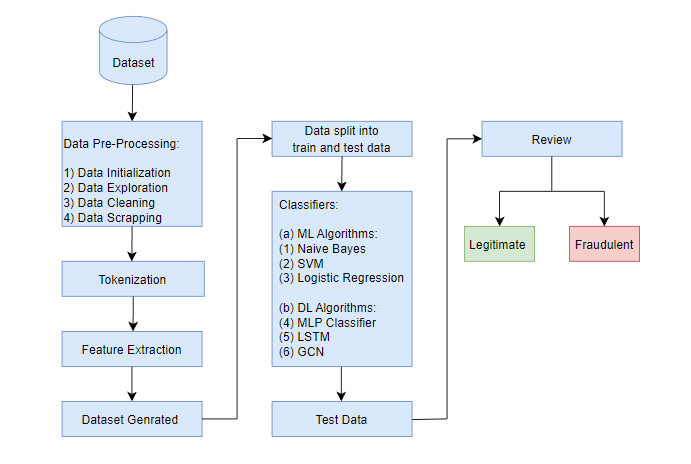 Dataset
Data Pre-Processing:
1) Data Initialization
2) Data Exploration
3) Data Cleaning
4) Data Scrapping
Tokenization
Feature Extraction
Dataset Genrated
Data split into
train and test data
Classifiers:
(a) ML Algorithms:
(1) Naive Bayes
(2) SVM
(3) Logistic Regression
(b) DL Algorithms:
(4) MLP Classifier
(5) LSTM
(6) GCN
Test Data
Review
Legitimate
Fraudulent